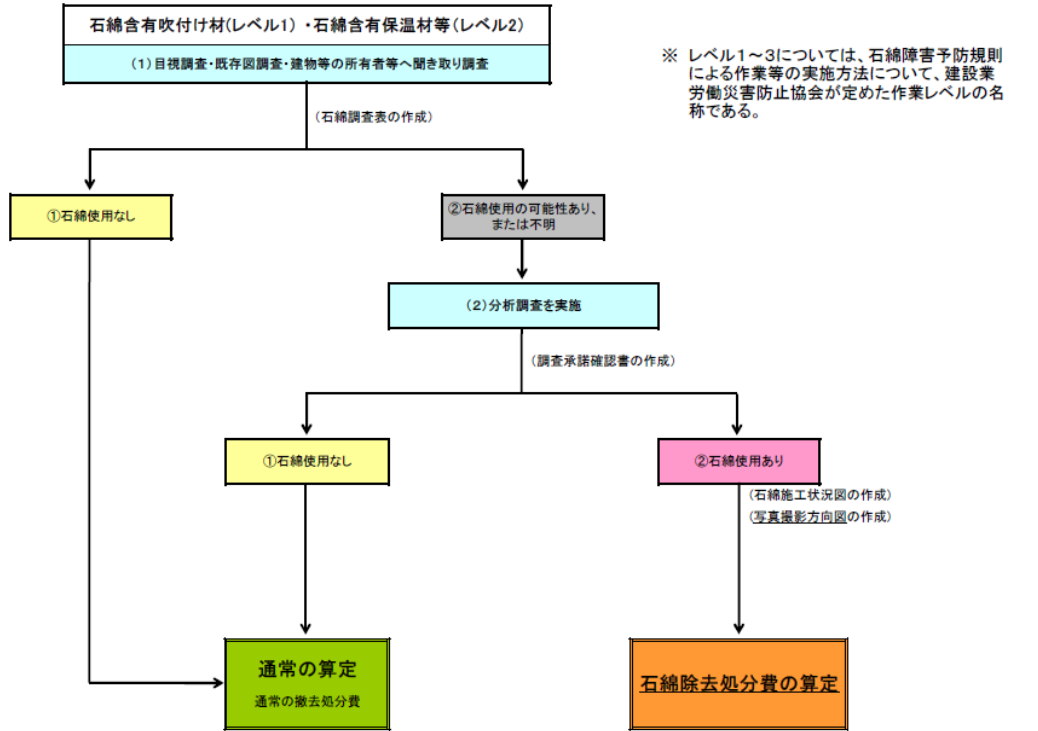 石綿含有吹付け材(レベル1) ・石綿含有保温材等(レベル2)
(1)目視調査・既存図調査・建物等の所有者等へ聞き取り調査
※ レベル1~3については、石綿障害予防規則
による作業等の実施方法について、建設業
労働災害防止協会が定めた作業レベルの名
称である。
(石綿調査表の作成)
①石綿使用なし
②石綿使用の可能性あり、
または不明
(2)分析調査を実施
(調査承諾確認書の作成)
①石綿使用なし
②石綿使用あり
(石綿施工状況図の作成)
(写真撮影方向図の作成)
通常の算定
通常の撤去処分費
石綿除去処分費の算定